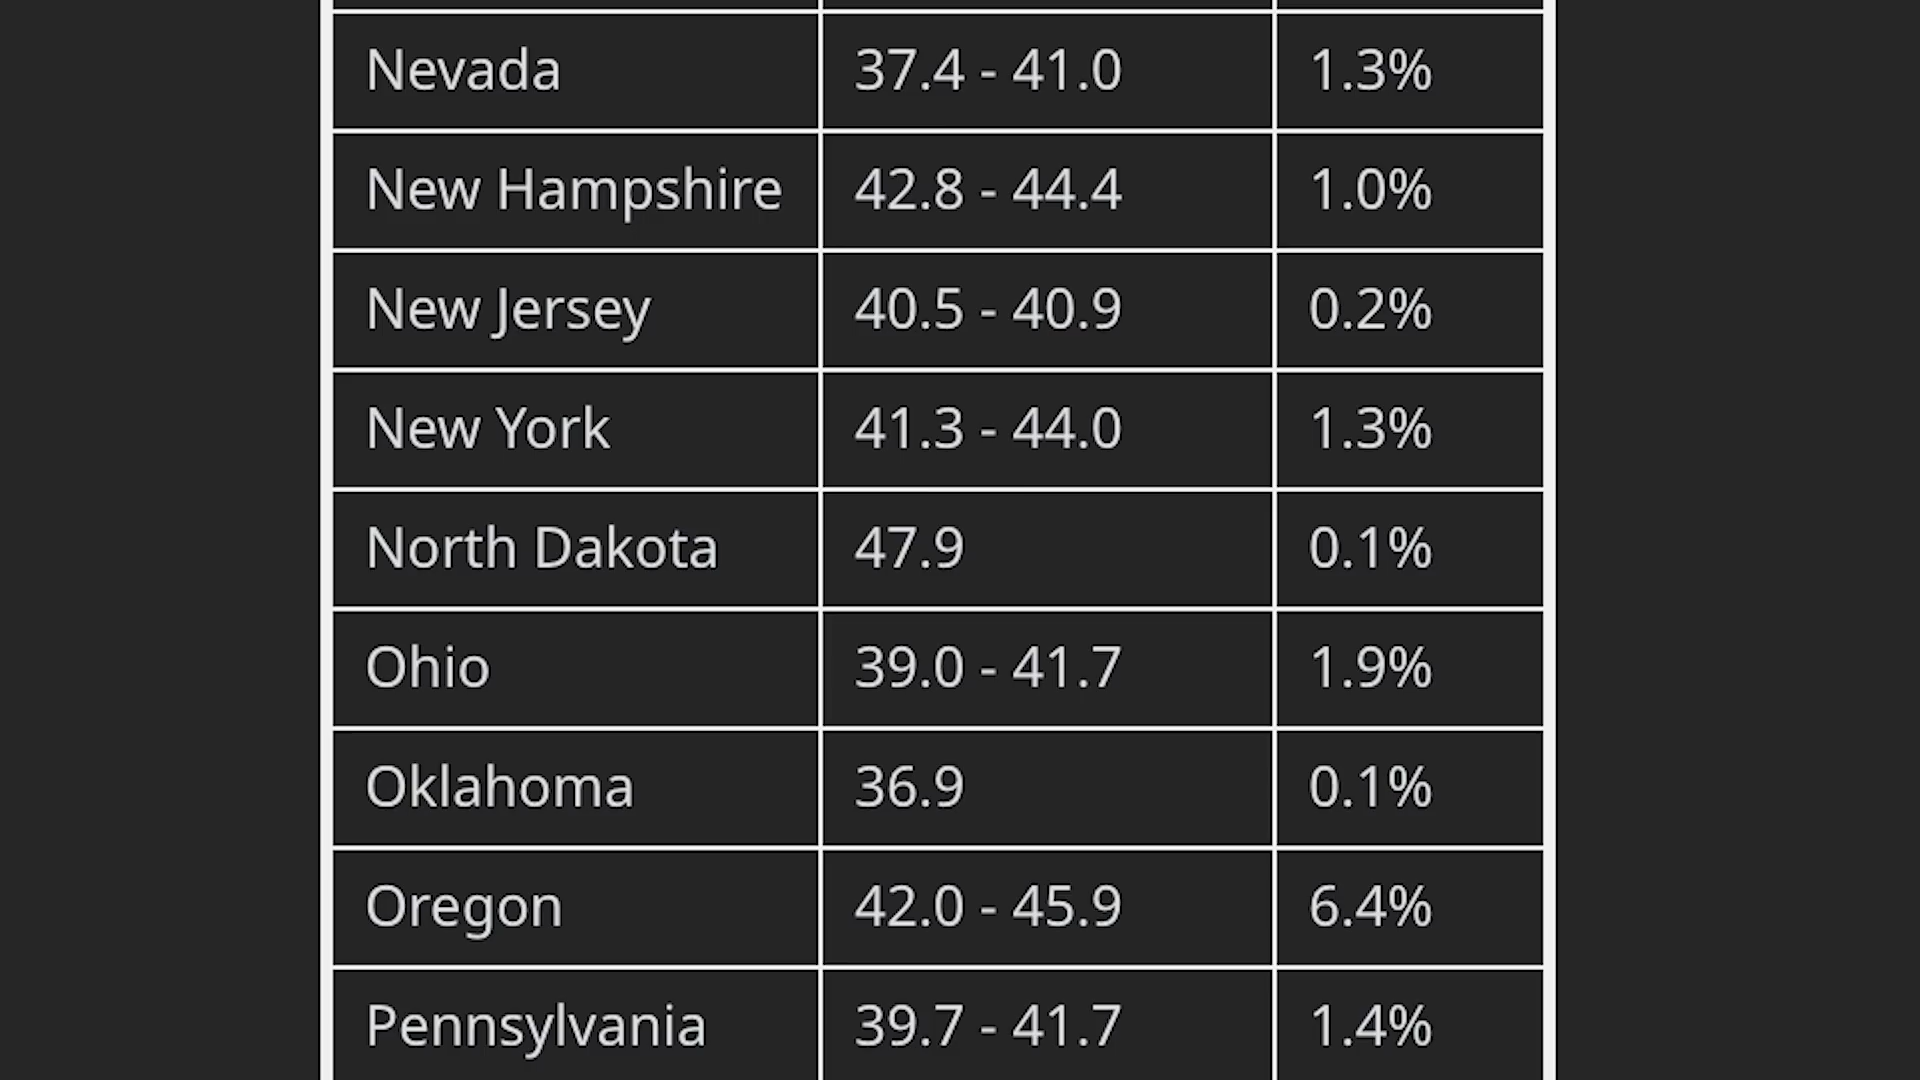 Nevada 37.4 - 41.0 1.3%
New Hampshire 42.8 - 44.4 1.0%
New Jersey 40.5 - 40.9 0.2%
New York 41.3 - 44.0 1.3%
North Dakota 47.9 0.1%
Ohio 39.0 - 41.7 1.9%
Oklahoma 36.9 0.1%
Oregon 42.0 - 45.9 6.4%
Pennsylvania 39.7 - 41.7 1.4%